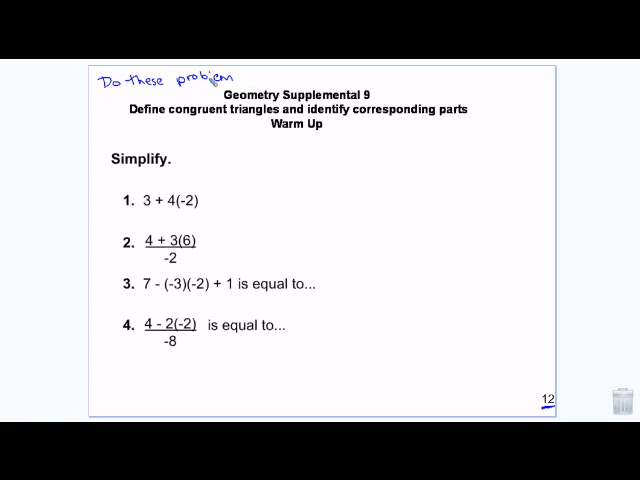 Do these problem
Geometry Supplemental 9
Define congruent triangles and identify corresponding parts
Warm Up
Simplify.
1. 3 + 4(-2)
2. 4 + 3(6)
-2
3. 7 - (-3)(-2) + 1 is equal to...
4. 4 - 2(-2) is equal to...
-8
12